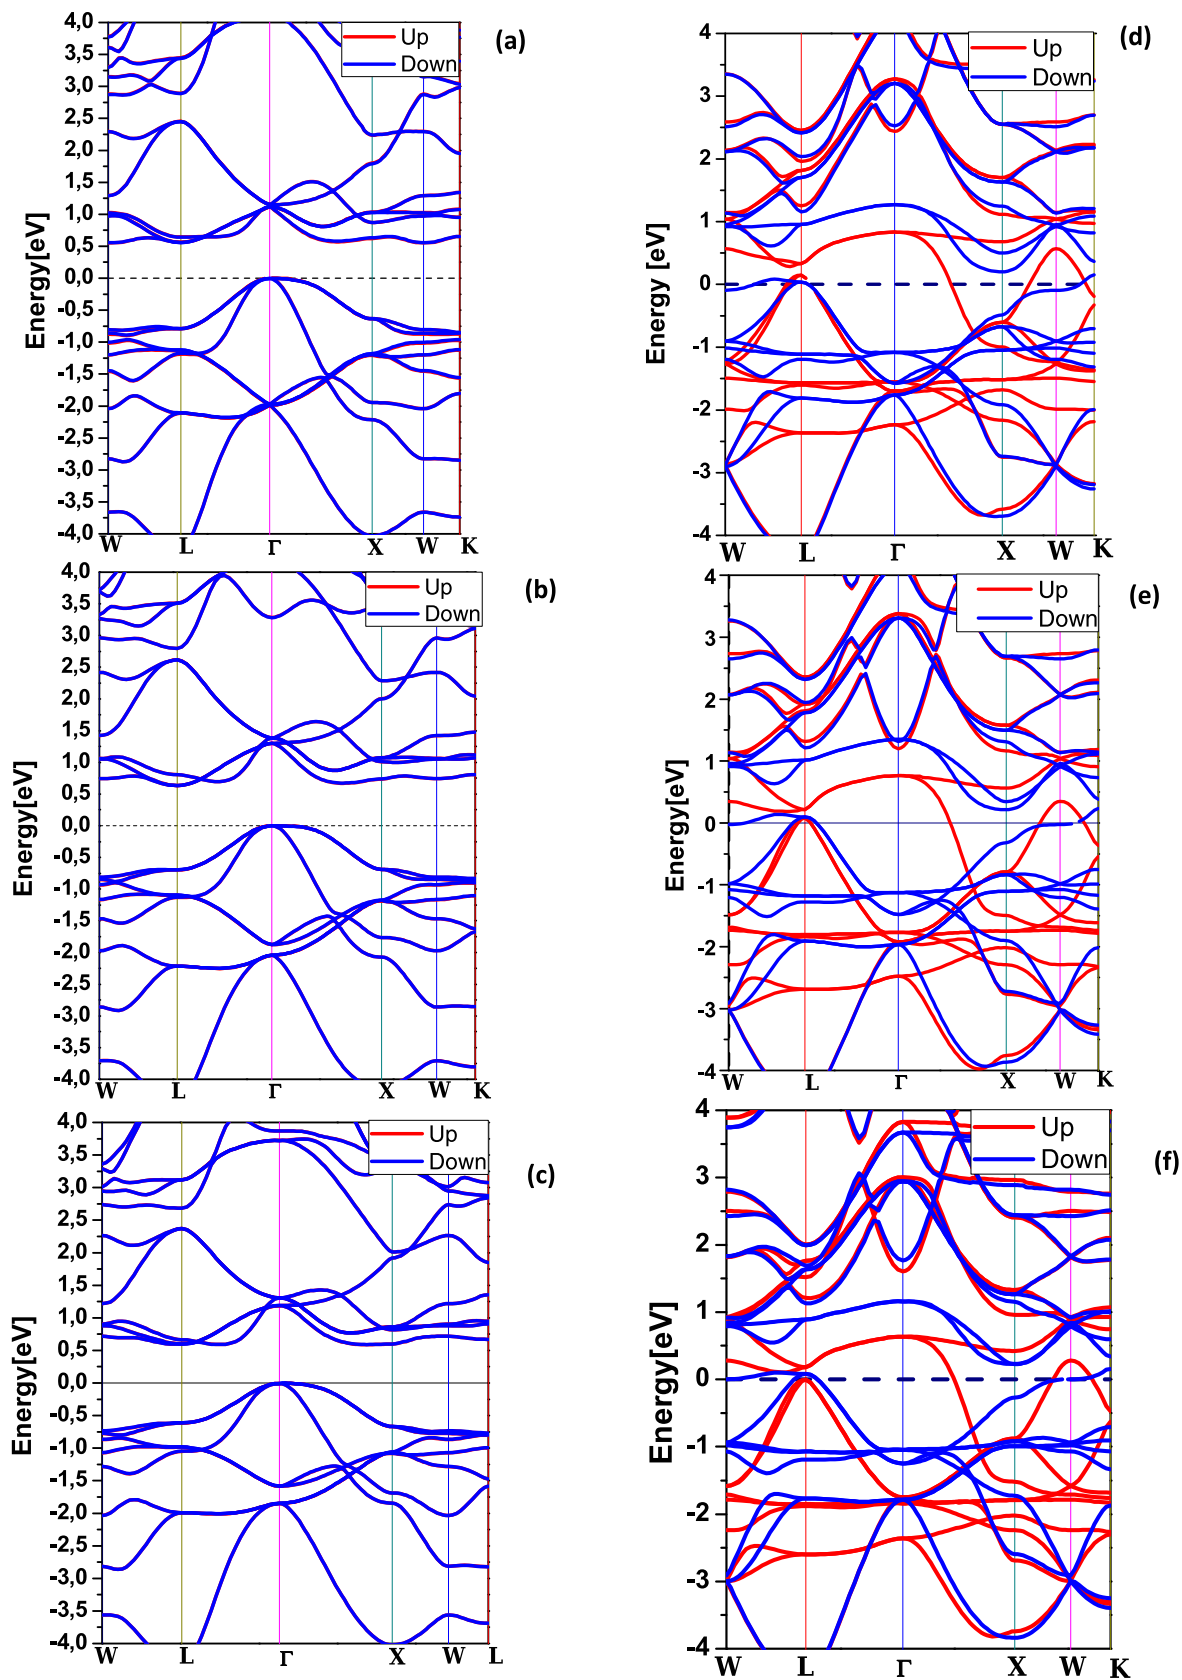 (a)
Up
Down
4,0
3,5
3,0
2,5
2,0
1,5
1,0
0,5
0,0
-0,5
-1,0
-1,5
-2,0
-2,5
-3,0
-3,5
-4,0
Energy[eV]
W L Γ X W K
(d)
Up
Down
4
3
2
1
0
-1
-2
-3
-4
Energy [eV]
W L Γ X W K
(b)
Up
Down
4,0
3,5
3,0
2,5
2,0
1,5
1,0
0,5
0,0
-0,5
-1,0
-1,5
-2,0
-2,5
-3,0
-3,5
-4,0
Energy[eV]
W L Γ X W K
(e)
Up
Down
4
3
2
1
0
-1
-2
-3
-4
Energy[eV]
W L Γ X W K
(c)
Up
Down
4,0
3,5
3,0
2,5
2,0
1,5
1,0
0,5
0,0
-0,5
-1,0
-1,5
-2,0
-2,5
-3,0
-3,5
-4,0
Energy[eV]
W L Γ X W L
(f)
Up
Down
4
3
2
1
0
-1
-2
-3
-4
Energy[eV]
W L Γ X W K